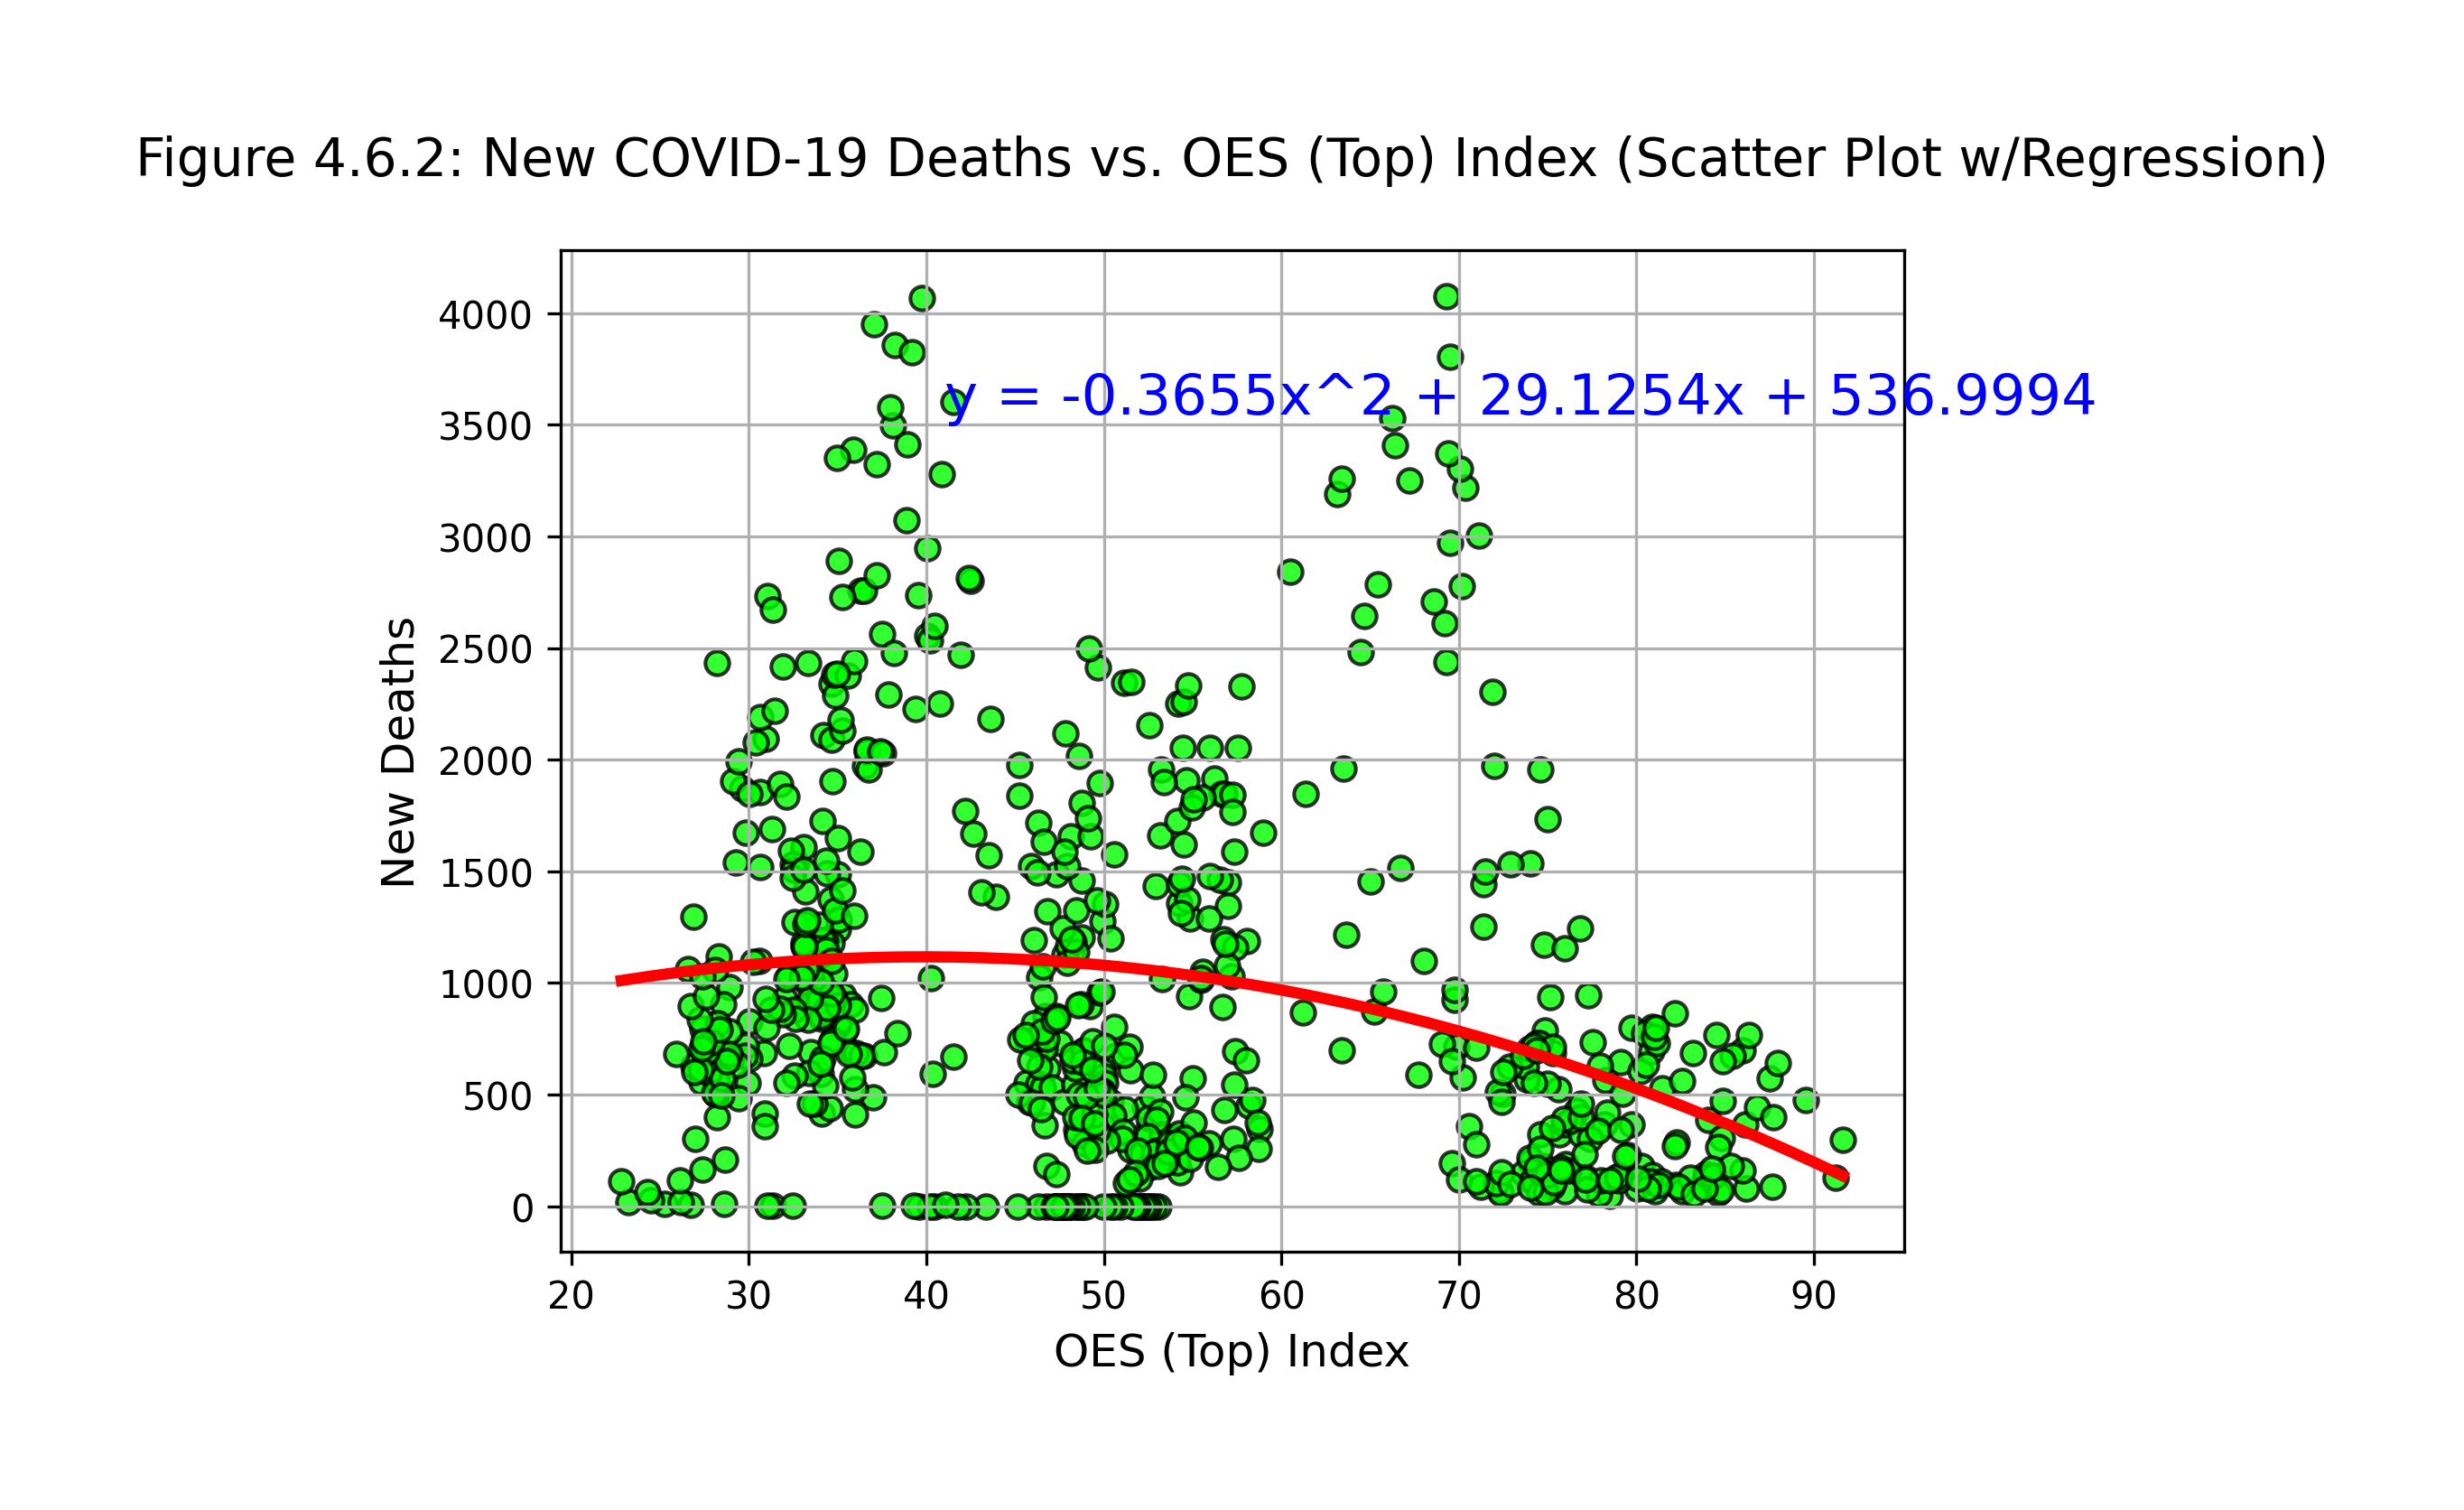 Figure 4.6.2: New COVID-19 Deaths vs. OES (Top) Index (Scatter Plot w/Regression)
4000
3500
3000
2500
2000
1500
1000
500
0
New Deaths
y = -0.3655x^2 + 29.1254x + 536.9994
20 30 40 50 60 70 80 90
OES (Top) Index